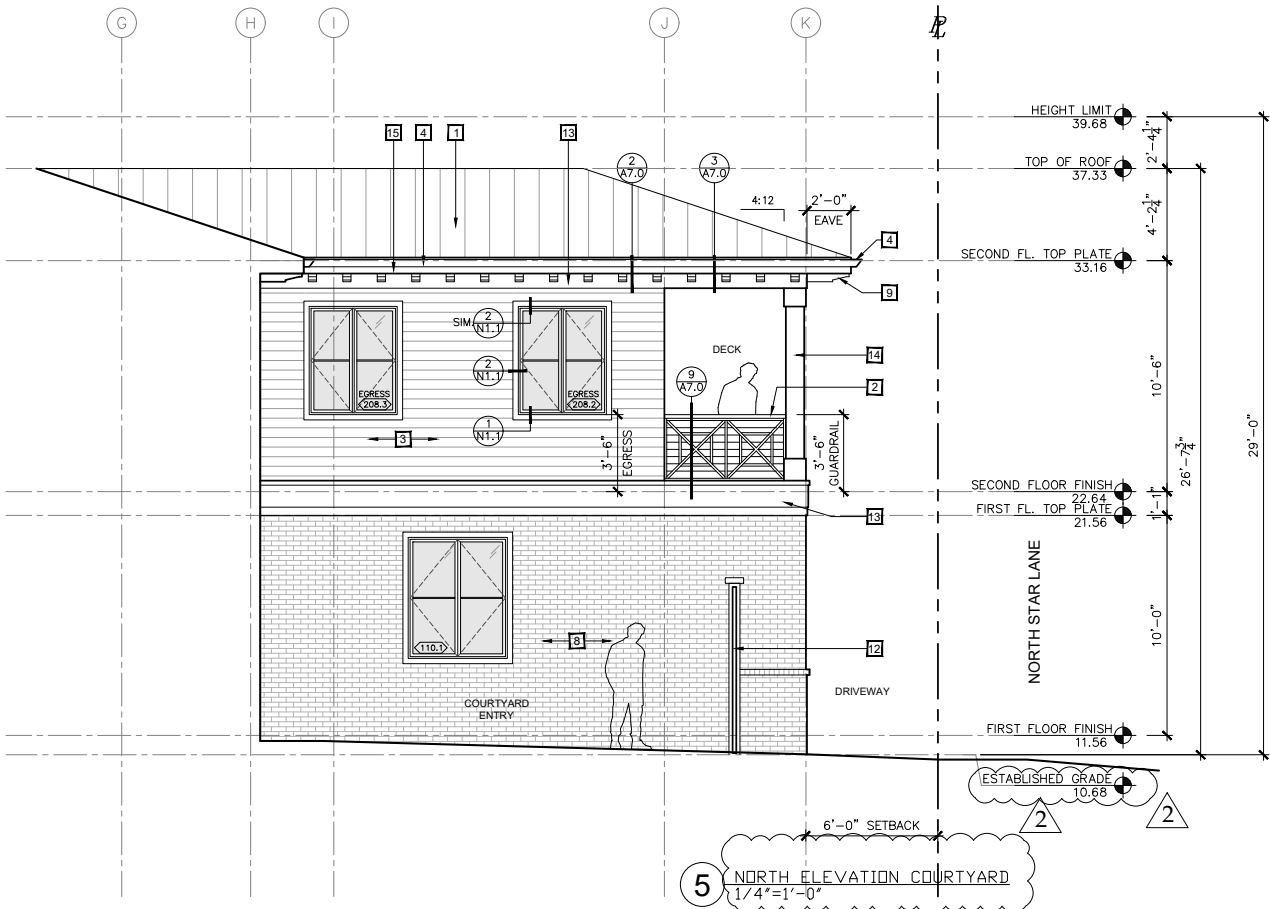 G
H
I
J
K
PL
HEIGHT LIMIT
39.68
2'-4 1/4"
15
4
1
13
2
A7.0
3
A7.0
TOP OF ROOF
37.33
4:12
2'-0"
EAVE
4'-2 1/4"
4
SECOND FL. TOP PLATE
33.16
9
SIM.
2
N1.1
DECK
14
2
N1.1
9
A7.0
2
10'-6"
EGRESS
208.3
EGRESS
208.2
1
N1.1
3
3'-6"
EGRESS
3'-6"
GUARDRAIL
26'-7 3/4"
29'-0"
SECOND FLOOR FINISH
22.64
1'-1"
FIRST FL. TOP PLATE
21.56
13
NORTH STAR LANE
10'-0"
110.1
8
12
COURTYARD
ENTRY
DRIVEWAY
FIRST FLOOR FINISH
11.56
ESTABLISHED GRADE
10.68
2
2
6'-0" SETBACK
5
NORTH ELEVATION COURTYARD
1/4"=1'-0"